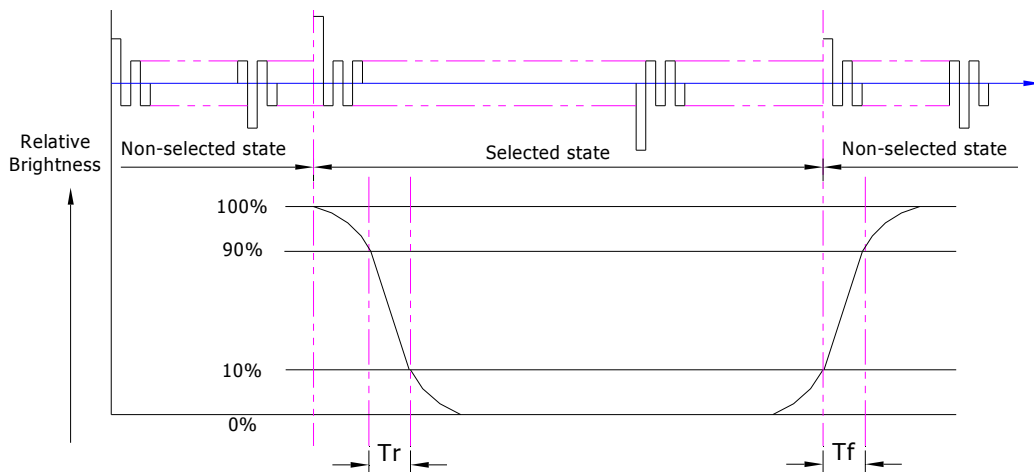 Relative
Brightness
Non-selected state
Selected state
Non-selected state
100%
90%
10%
0%
Tr
Tf